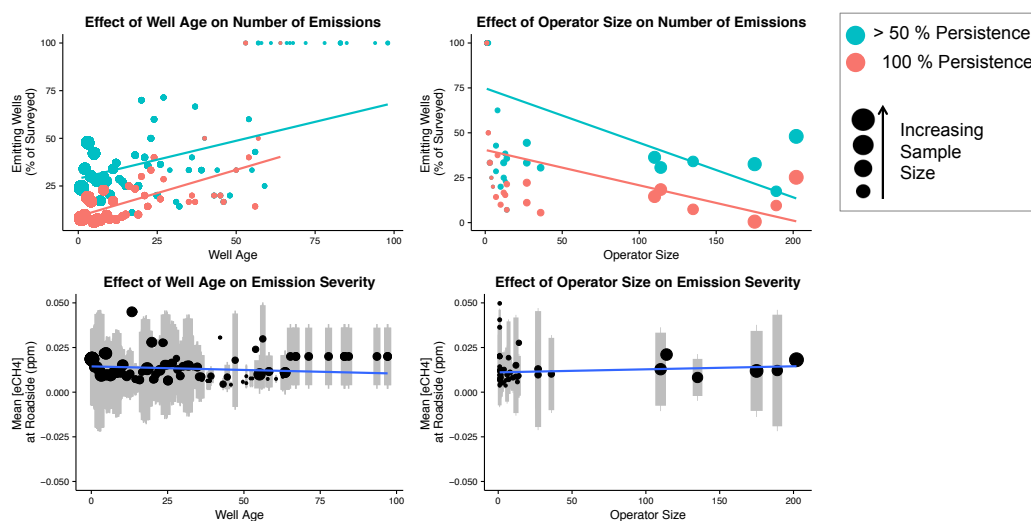 Effect of Well Age on Number of Emissions
Emitting Wells
(% of Surveyed)
100
75
50
25
0
25
50
75
100
Well Age
Effect of Operator Size on Number of Emissions
Emitting Wells
(% of Surveyed)
100
75
50
25
0
0
50
100
150
200
Operator Size
> 50 % Persistence
100 % Persistence
Increasing
Sample
Size
Effect of Well Age on Emission Severity
Mean [eCH4]
at Roadside (ppm)
0.050
0.025
0.000
−0.025
−0.050
0
25
50
75
100
Well Age
Effect of Operator Size on Emission Severity
Mean [eCH4]
at Roadside (ppm)
0.050
0.025
0.000
−0.025
−0.050
0
50
100
150
200
Operator Size